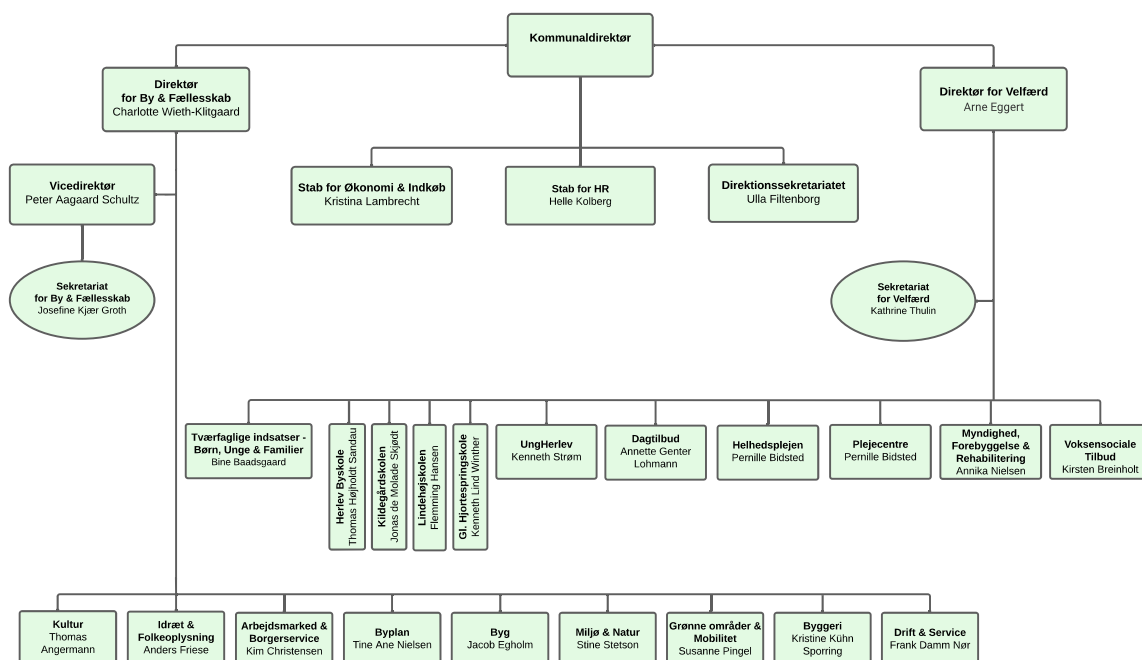 Kommunaldirektør
Direktør
for By & Fællesskab
Charlotte Wieth-Klitgaard
Direktør for Velfærd
Arne Eggert
Vicedirektør
Peter Aagaard Schultz
Stab for Økonomi & Indkøb
Kristina Lambrecht
Stab for HR
Helle Kolberg
Direktionssekretariatet
Ulla Filtenborg
Sekretariat
for By & Fællesskab
Josefine Kjær Groth
Sekretariat
for Velfærd
Kathrine Thulin
Tværfaglige indsatser -
Børn, Unge & Familier
Bine Baadsgaard
Herlev Byskole
Thomas Højholdt Sandau
Kildegårdskolen
Jonas de Molade Skjødt
Lindehøjskolen
Flemming Hansen
Gl. Hjortespringskole
Kenneth Lind Winther
UngHerlev
Kenneth Strøm
Dagtilbud
Annette Genter
Lohmann
Helhedsplejen
Pernille Bidsted
Plejecentre
Pernille Bidsted
Myndighed,
Forebyggelse &
Rehabilitering
Annika Nielsen
Voksensociale
Tilbud
Kirsten Breinholt
Kultur
Thomas
Angermann
Idræt &
Folkeoplysning
Anders Friese
Arbejdsmarked &
Borgerservice
Kim Christensen
Byplan
Tine Ane Nielsen
Byg
Jacob Egholm
Miljø & Natur
Stine Stetson
Grønne områder &
Mobilitet
Susanne Pingel
Byggeri
Kristine Kühn
Sporring
Drift & Service
Frank Damm Nør